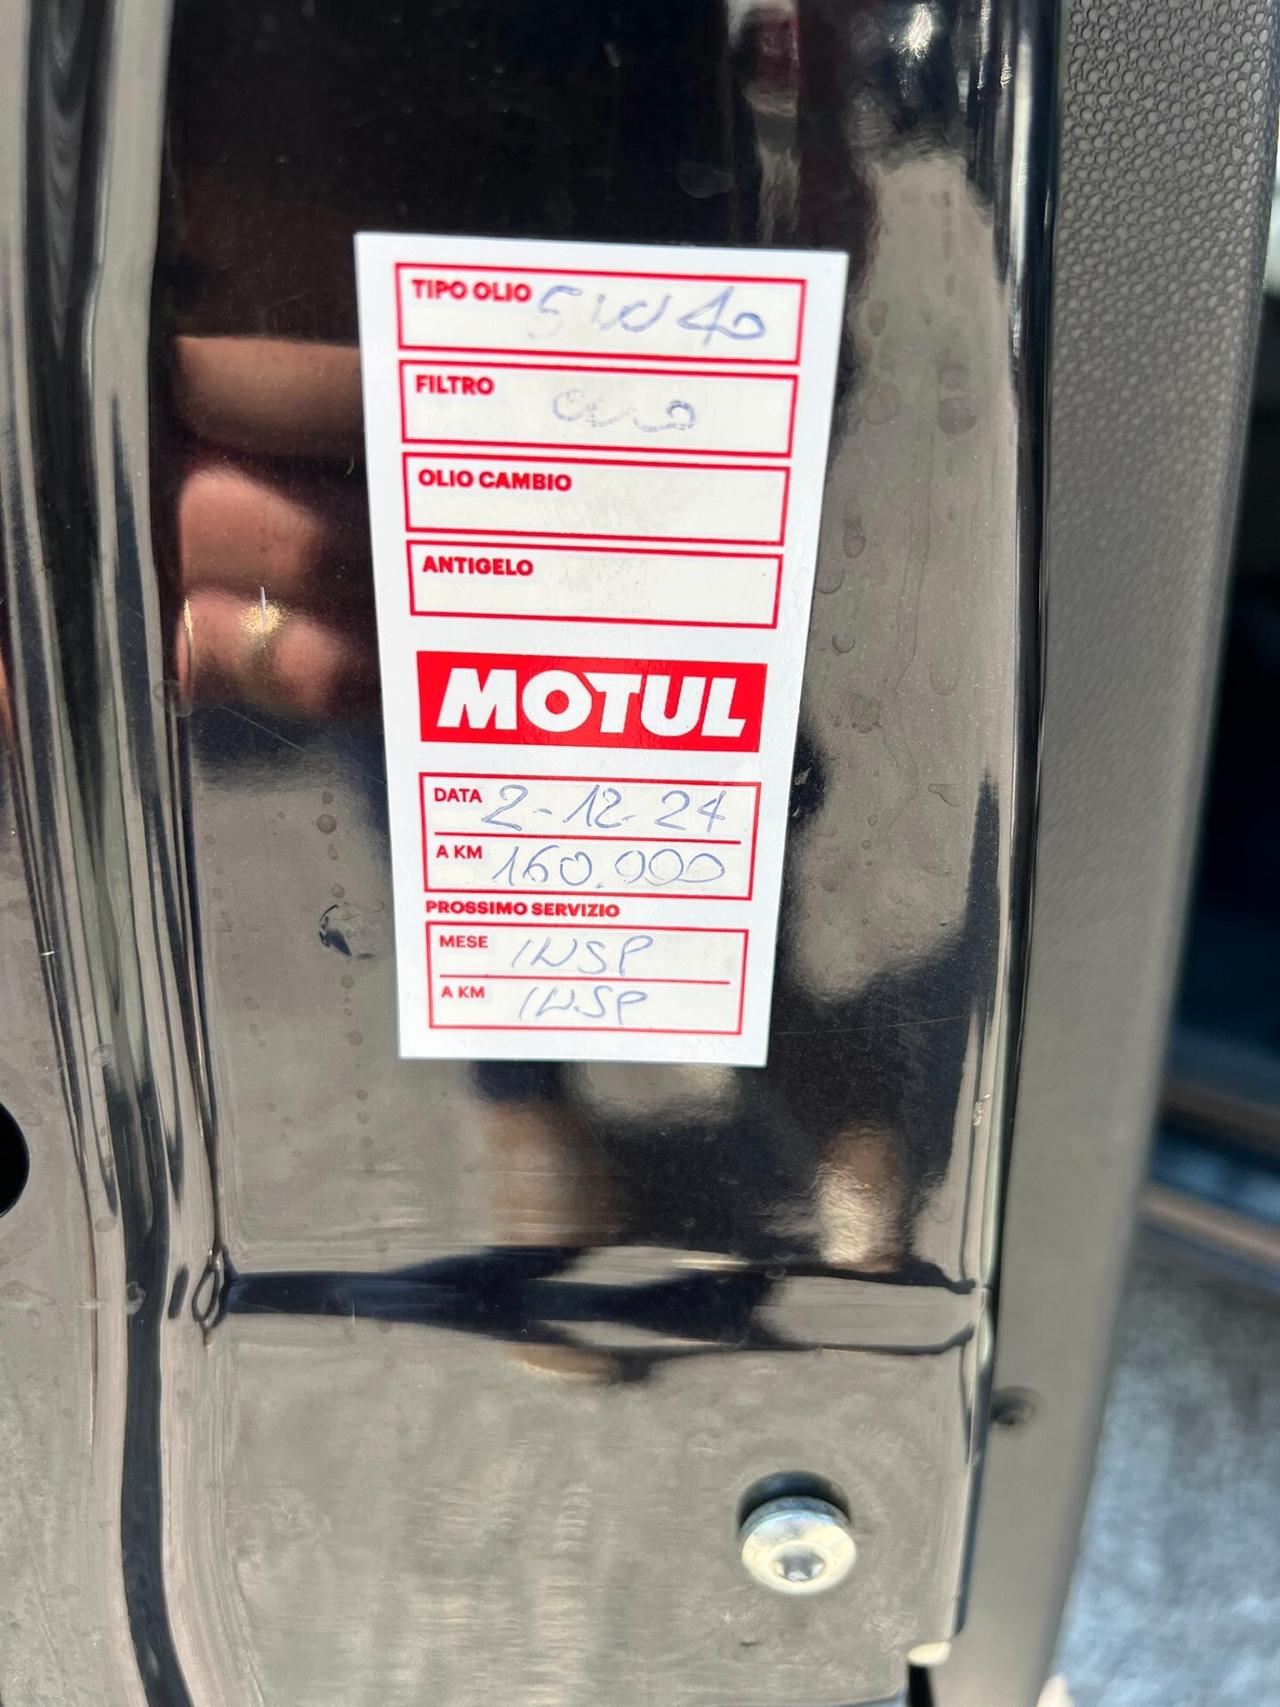 TIPO OLIO 5W40
FILTRO
OLIO CAMBIO
ANTIGELO
MOTUL
DATA 2-12-24
A KM 160.000
PROSSIMO SERVIZIO
MESE INSP
A KM INSP